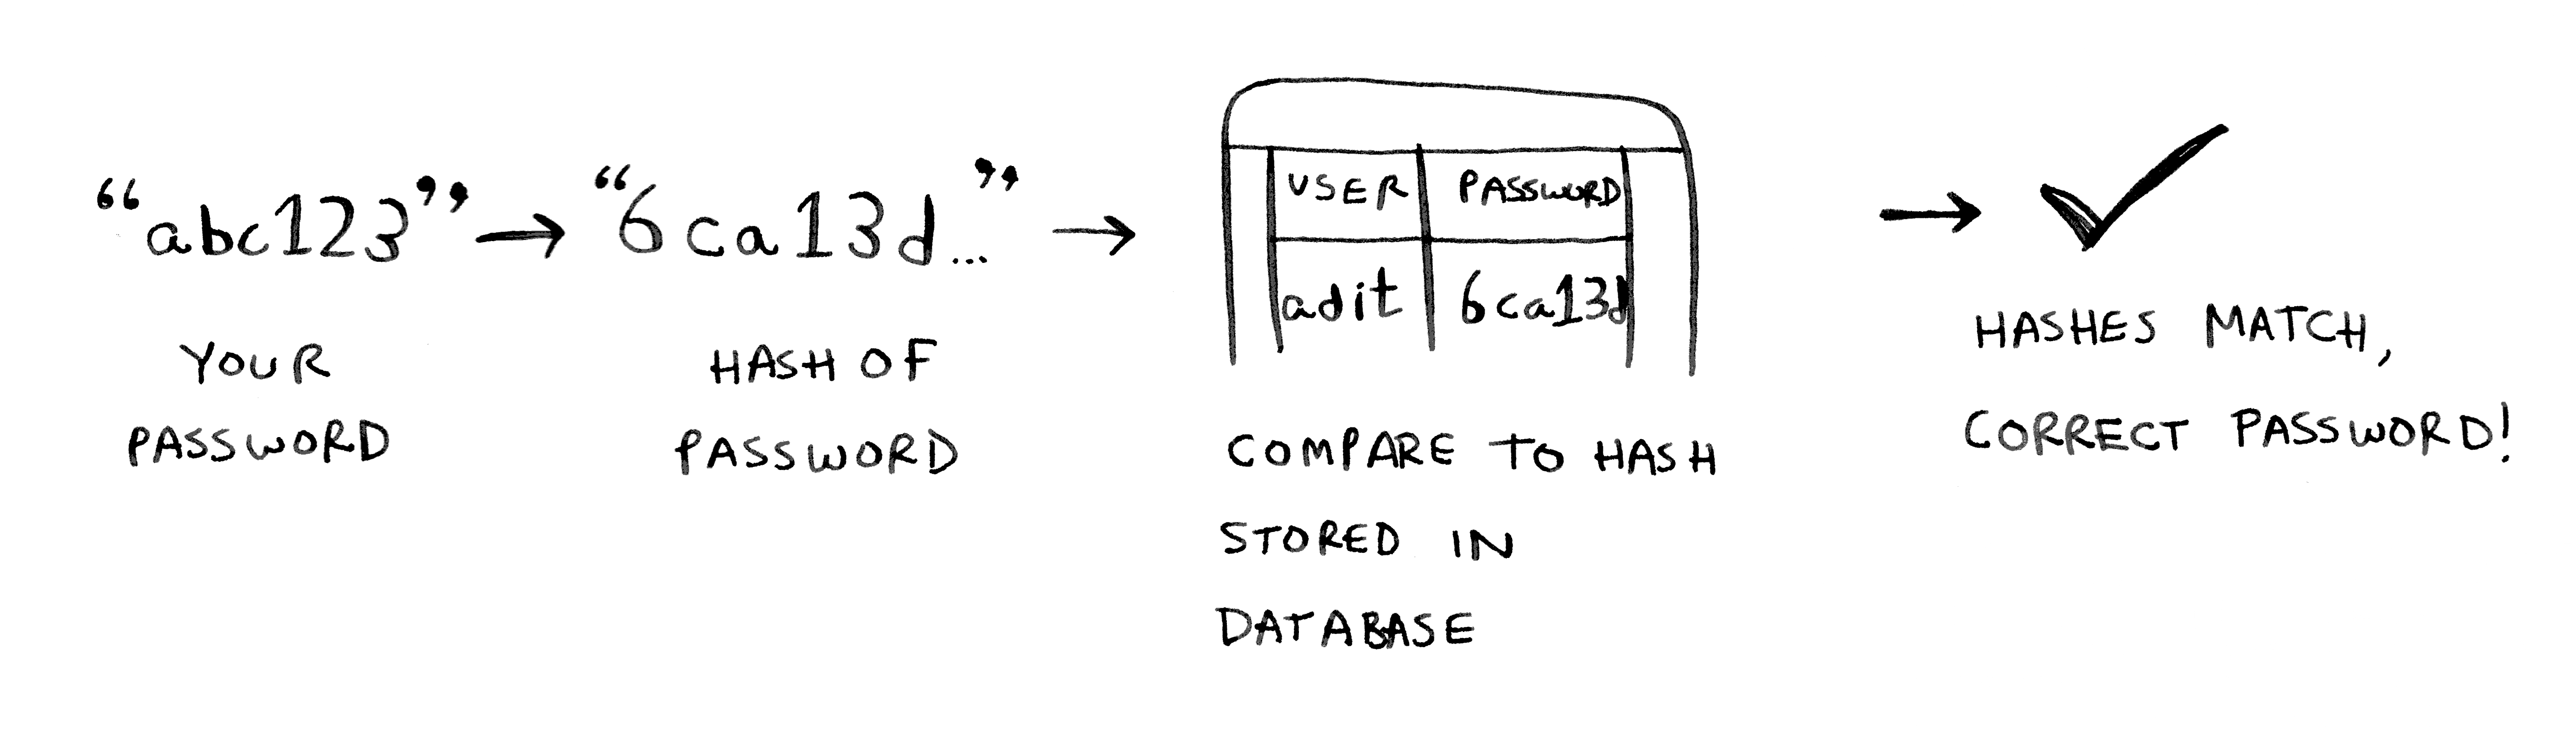 “abc123”
YOUR
PASSWORD
“6ca13d...”
HASH OF
PASSWORD
USER PASSWORD
adit 6ca13d
COMPARE TO HASH
STORED IN
DATABASE
HASHES MATCH,
CORRECT PASSWORD!